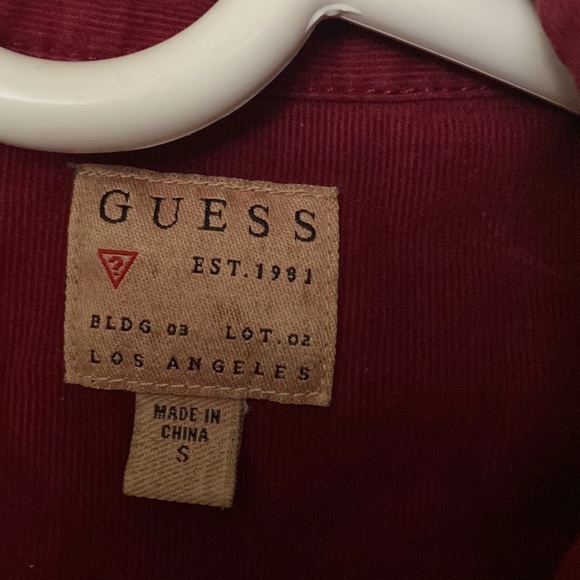 GUESS
?
EST.1981
BLDG 03 LOT.02
LOS ANGELES
MADE IN
CHINA
S